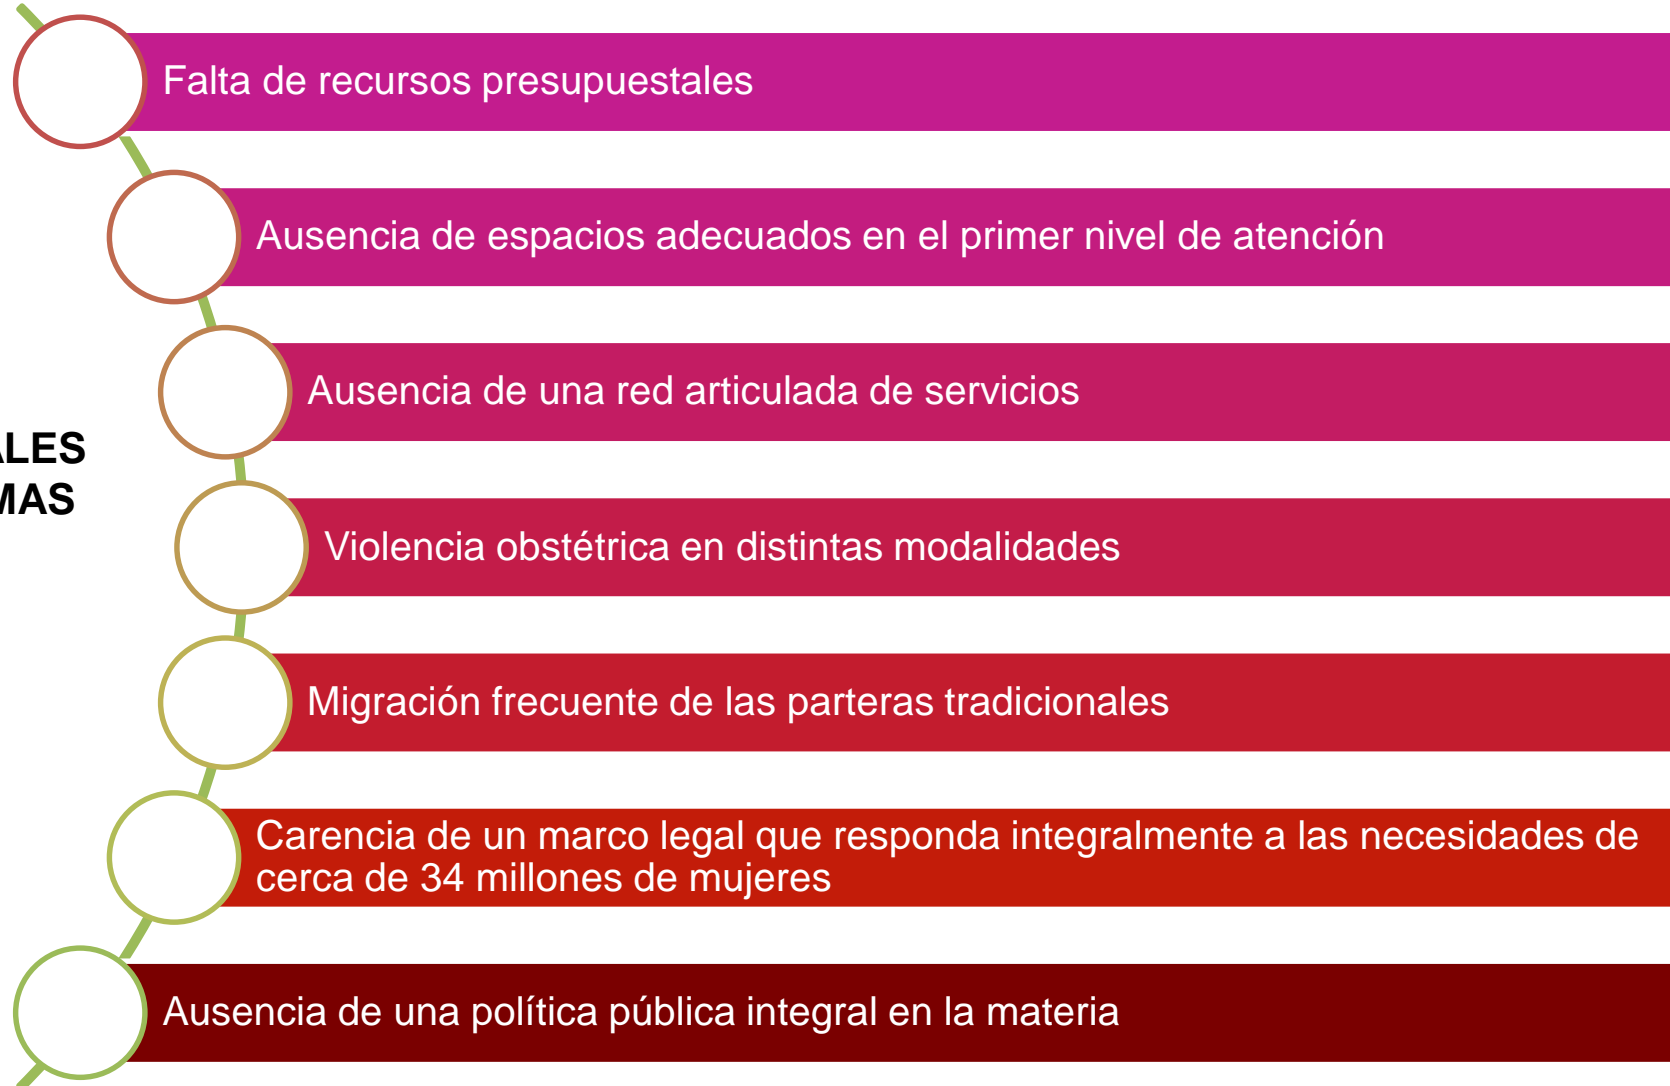 Falta de recursos presupuestales
Ausencia de espacios adecuados en el primer nivel de atención
Ausencia de una red articulada de servicios
ALES
MAS
Violencia obstétrica en distintas modalidades
Migración frecuente de las parteras tradicionales
Carencia de un marco legal que responda integralmente a las necesidades de
cerca de 34 millones de mujeres
Ausencia de una política pública integral en la materia